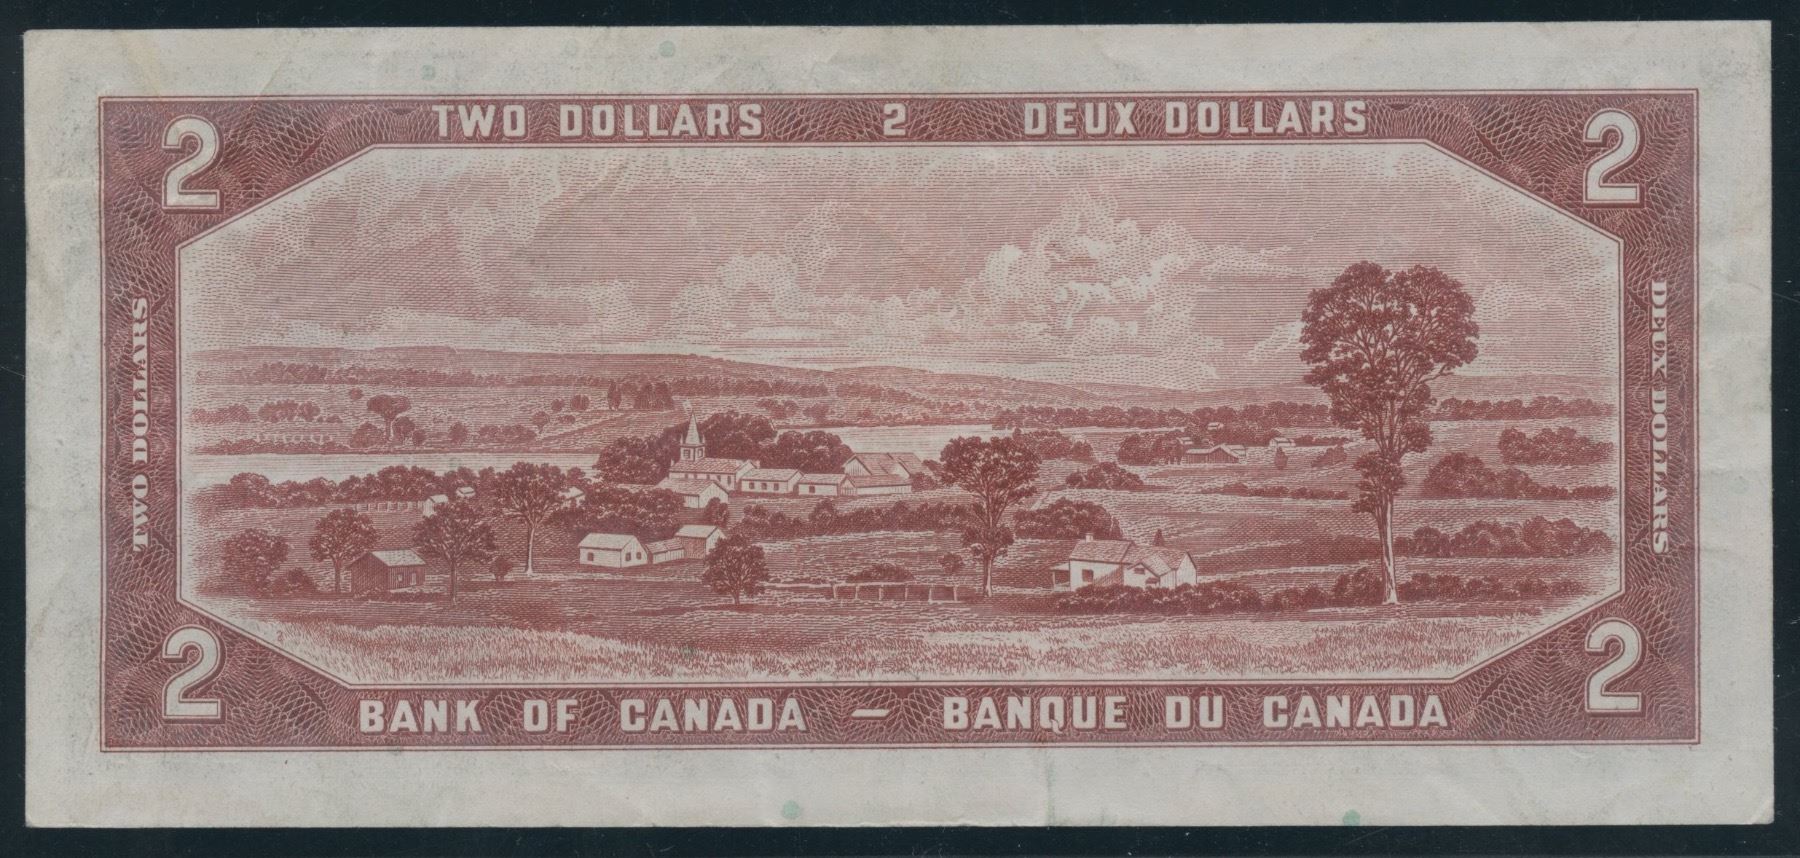 2 TWO DOLLARS 2 DEUX DOLLARS 2
TWO DOLLARS
DEUX DOLLARS
2
2 BANK OF CANADA — BANQUE DU CANADA 2